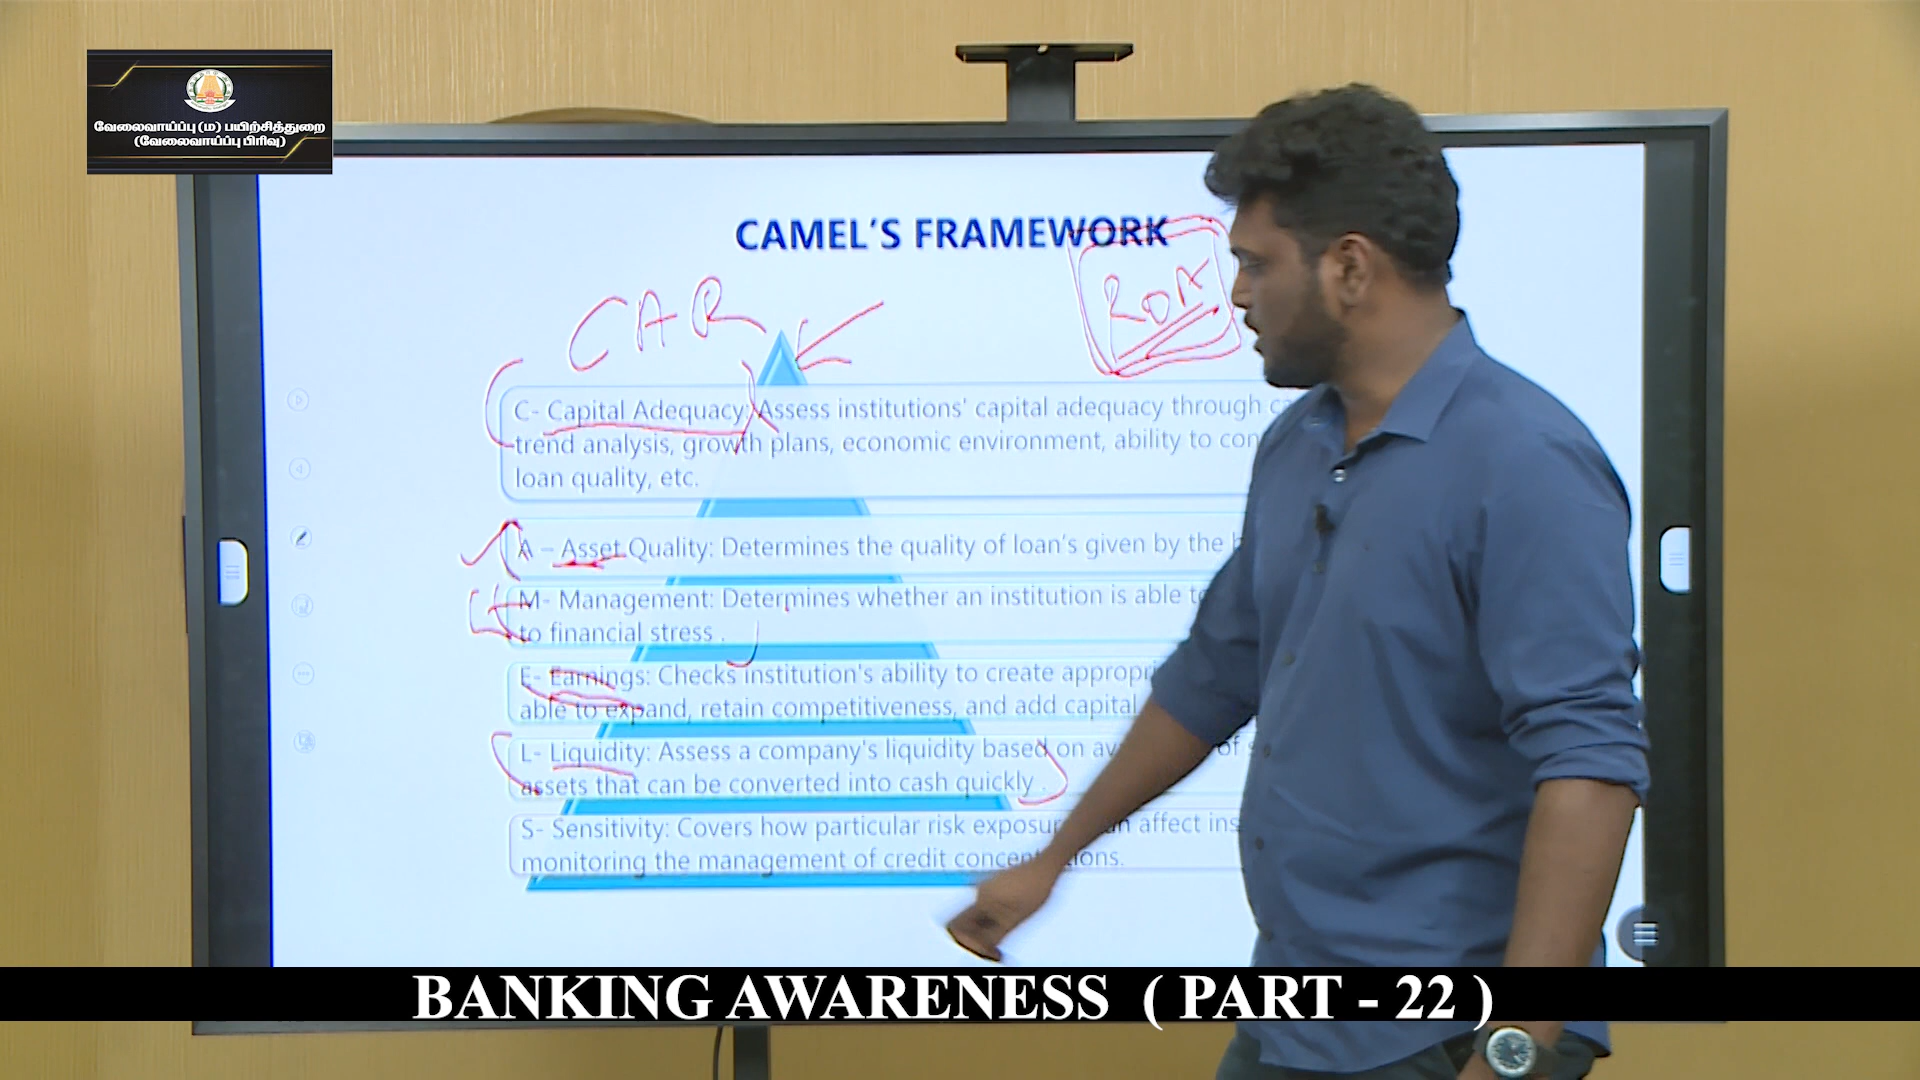 வேலைவாய்ப்பு (ம) பயிற்சித்துறை
(வேலைவாய்ப்பு பிரிவு)
CAMEL'S FRAMEWORK
CAR
ROA
C- Capital Adequacy: Assess institutions' capital adequacy through
trend analysis, growth plans, economic environment, ability to
loan quality, etc.
A – Asset Quality: Determines the quality of loan's given by the
M- Management: Determines whether an institution is able
to financial stress .
E- Earnings: Checks institution's ability to create
able to expand, retain competitiveness, and add capital
L- Liquidity: Assess a company's liquidity based on of
assets that can be converted into cash quickly .
S- Sensitivity: Covers how particular risk affect
monitoring the management of credit
BANKING AWARENESS ( PART - 22 )